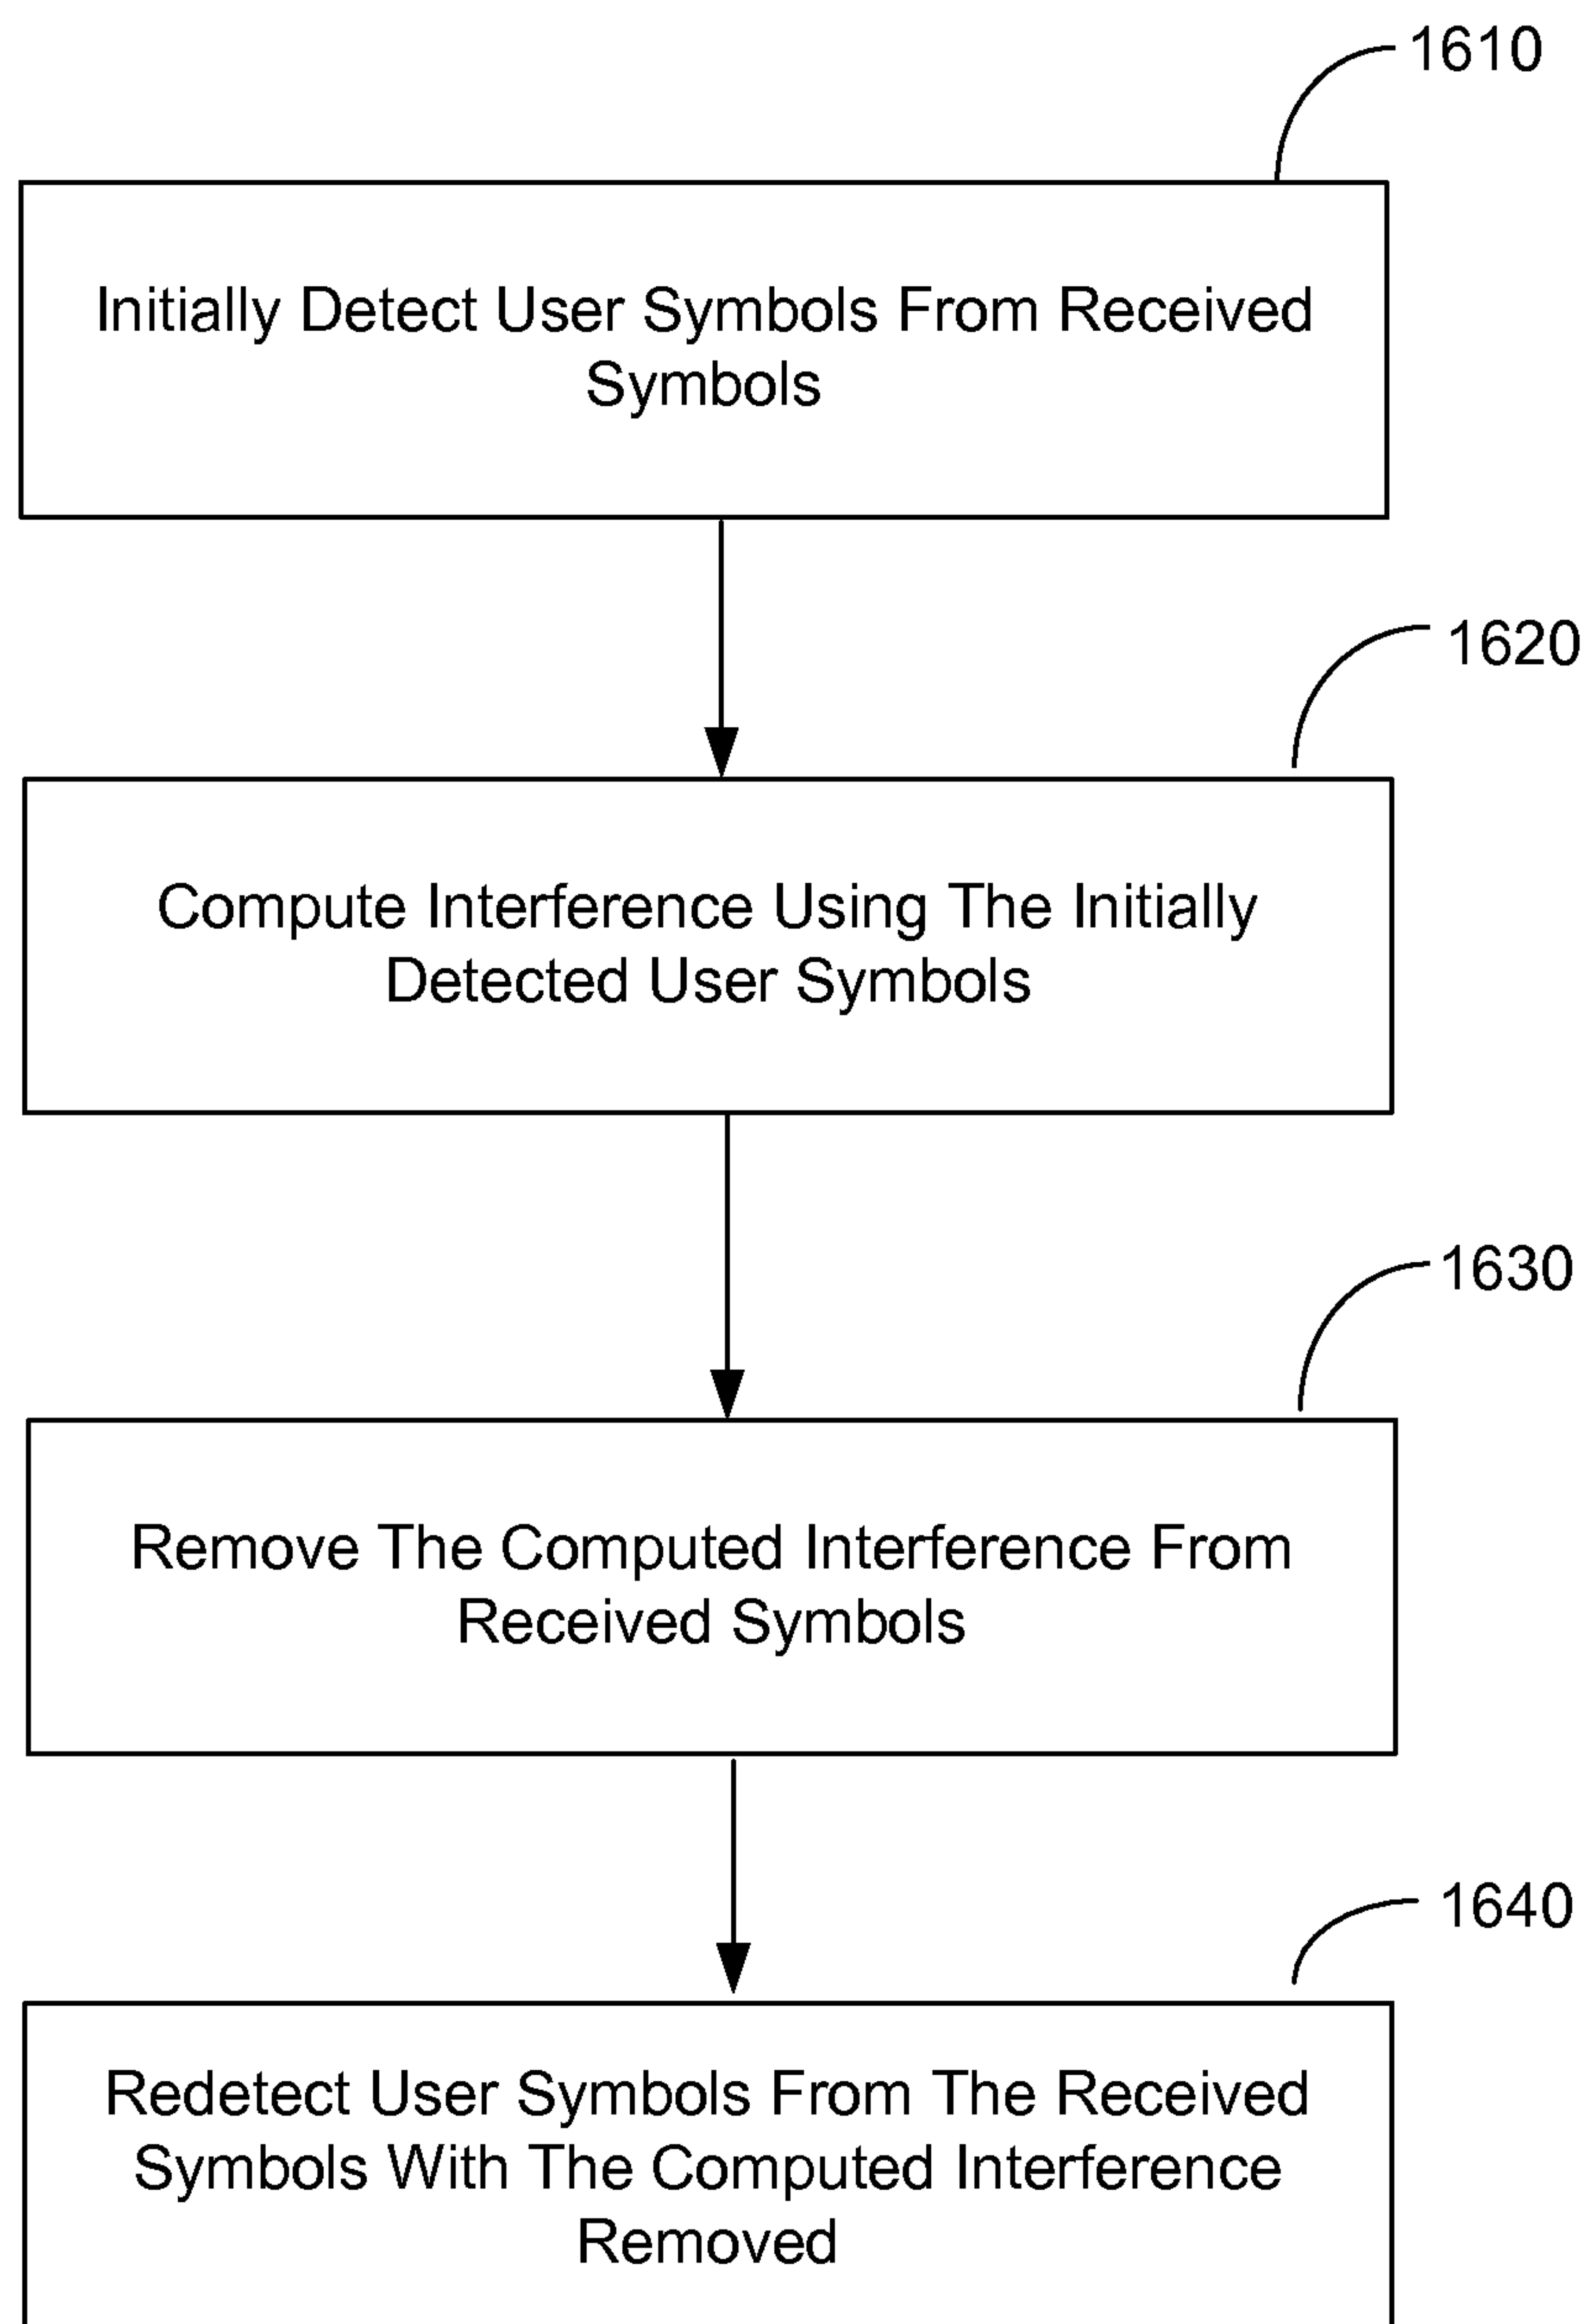 1610
Initially Detect User Symbols From Received
Symbols
1620
Compute Interference Using The Initially
Detected User Symbols
1630
Remove The Computed Interference From
Received Symbols
1640
Redetect User Symbols From The Received
Symbols With The Computed Interference
Removed